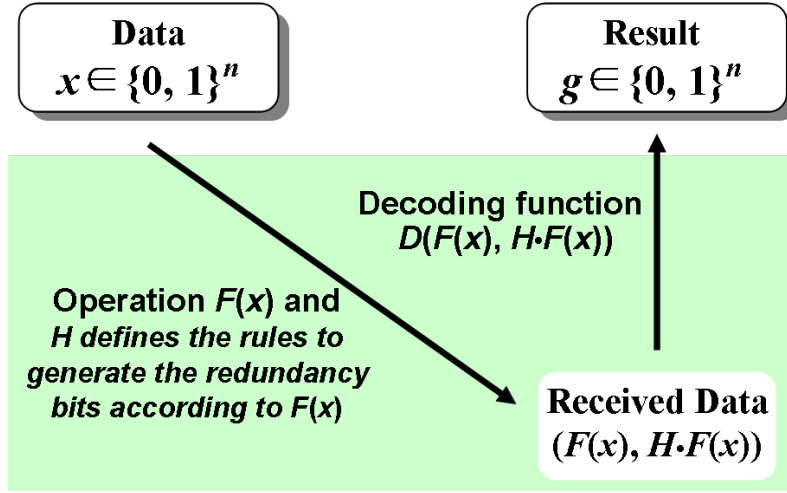 Data
x ∈ {0, 1}ⁿ
Result
g ∈ {0, 1}ⁿ
Decoding function
D(F(x), H·F(x))
Operation F(x) and
H defines the rules to
generate the redundancy
bits according to F(x)
Received Data
(F(x), H·F(x))